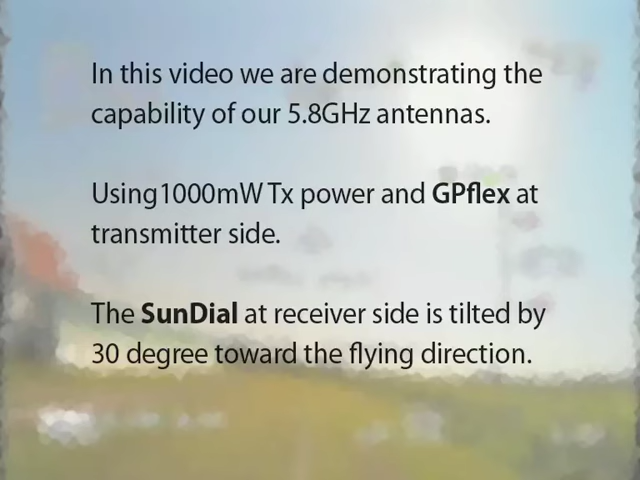 In this video we are demonstrating the
capability of our 5.8GHz antennas.
Using1000mW Tx power and GPflex at
transmitter side.
The SunDial at receiver side is tilted by
30 degree toward the flying direction.